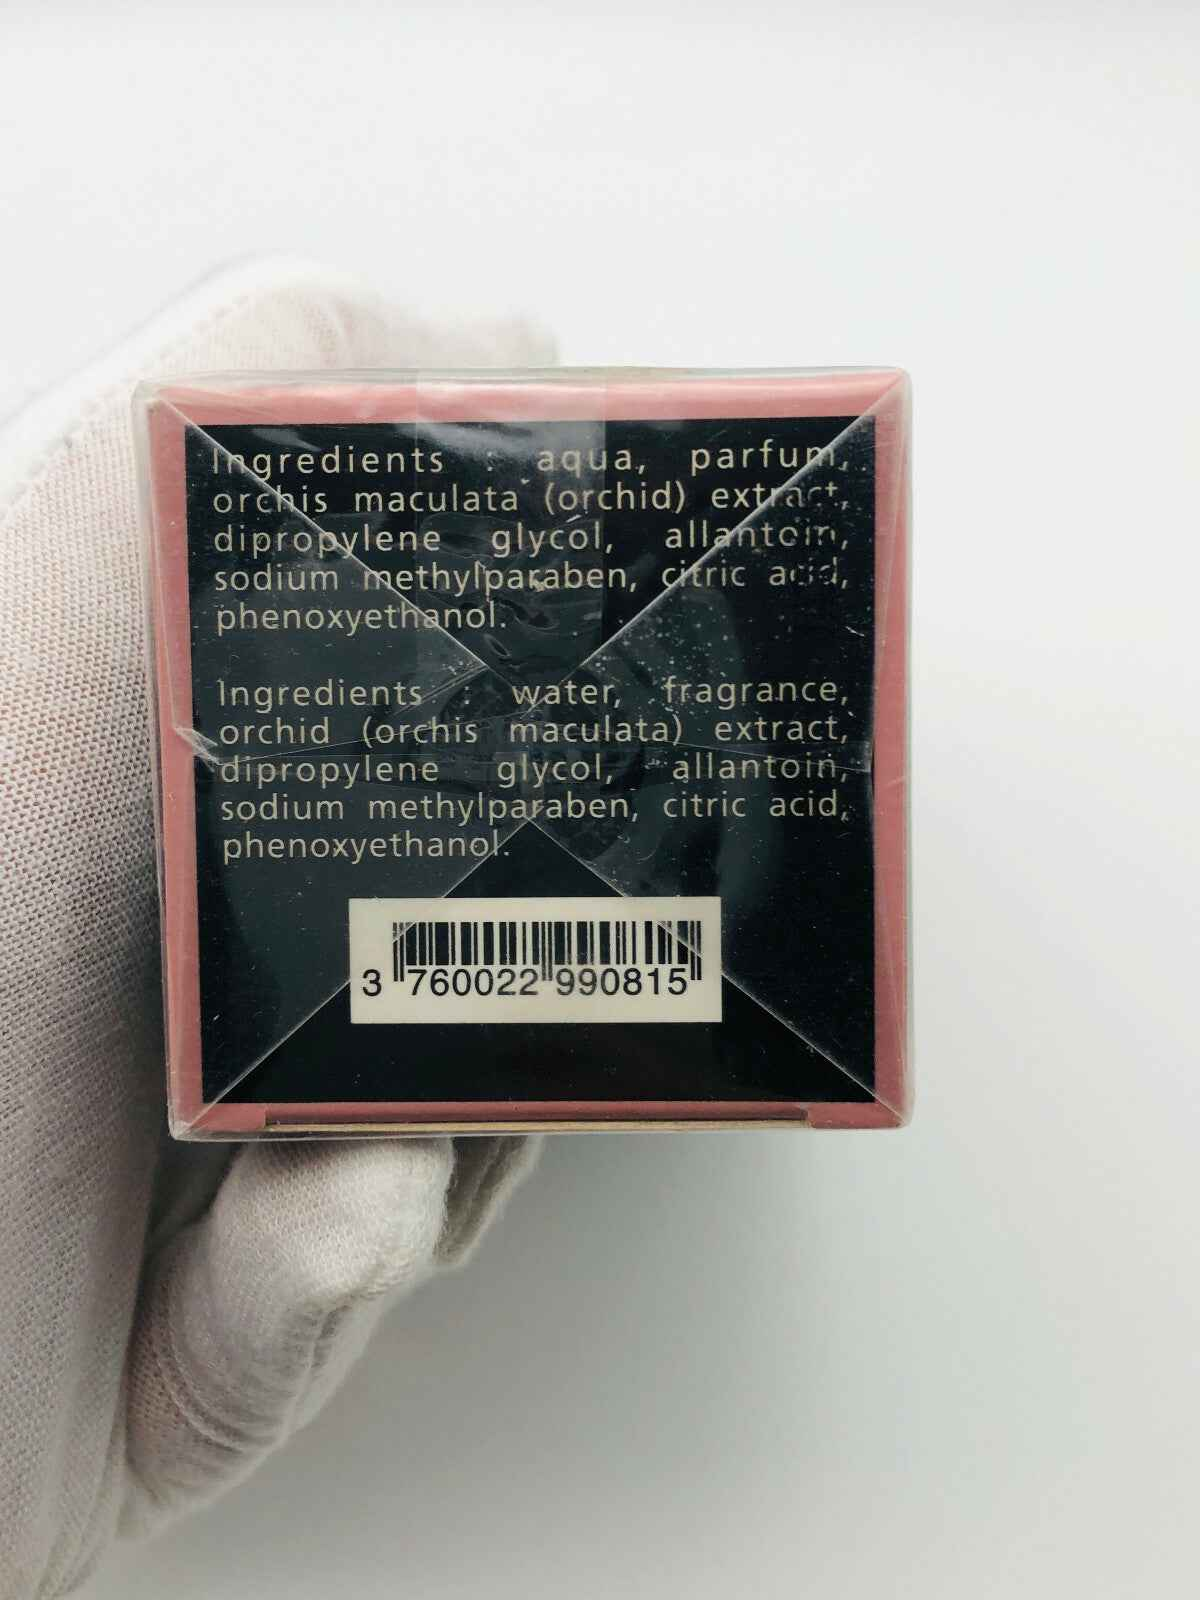 Ingredients : aqua, parfum,
orchis maculata (orchid) extract,
dipropylene glycol, allantoin,
sodium methylparaben, citric acid,
phenoxyethanol.
Ingredients : water, fragrance,
orchid (orchis maculata) extract,
dipropylene glycol, allantoin,
sodium methylparaben, citric acid,
phenoxyethanol.
3 760022 990815